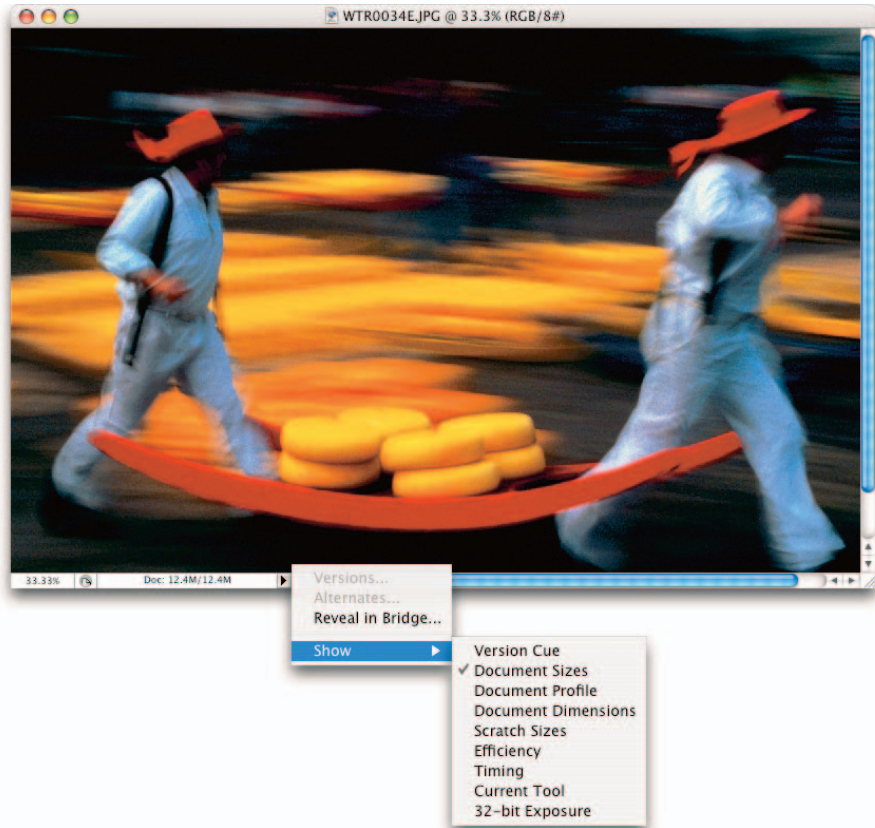 WTR0034E.JPG @ 33.3% (RGB/8#)
33.33%
Doc: 12.4M/12.4M
Versions...
Alternates...
Reveal in Bridge...
Show
Version Cue
Document Sizes
Document Profile
Document Dimensions
Scratch Sizes
Efficiency
Timing
Current Tool
32-bit Exposure